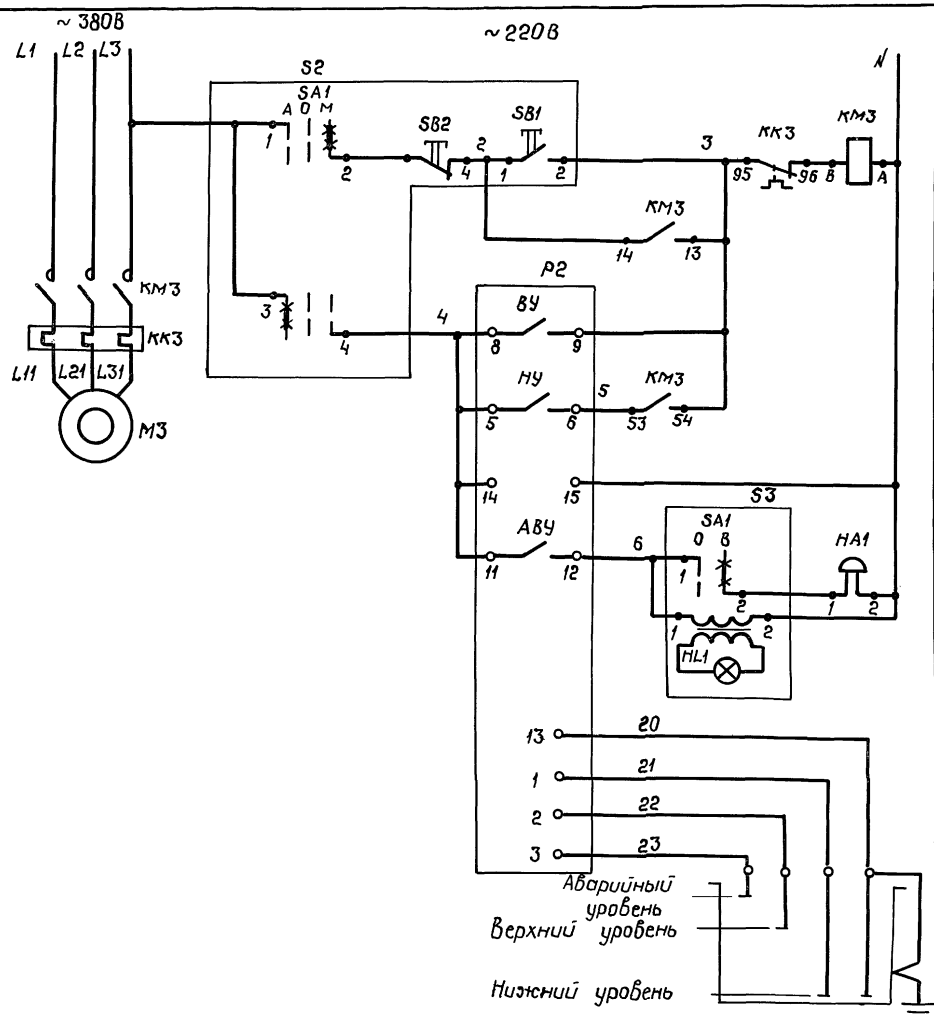 ~ 380В
~ 220В
L1 L2 L3
N
S2
SA1
А О М
1
2
SB2
4
2
SB1
1
2
3
KK3
95
96
KM3
В
А
KM3
14
13
3
4
4
P2
ВУ
8
9
НУ
5
6
5
KM3
53
54
14
15
АВУ
11
12
6
S3
SA1
О В
1
2
HA1
1
2
1
2
HL1
KM3
KK3
L11 L21 L31
M3
13
20
1
21
2
22
3
23
Аварийный
уровень
Верхний уровень
Нижний уровень